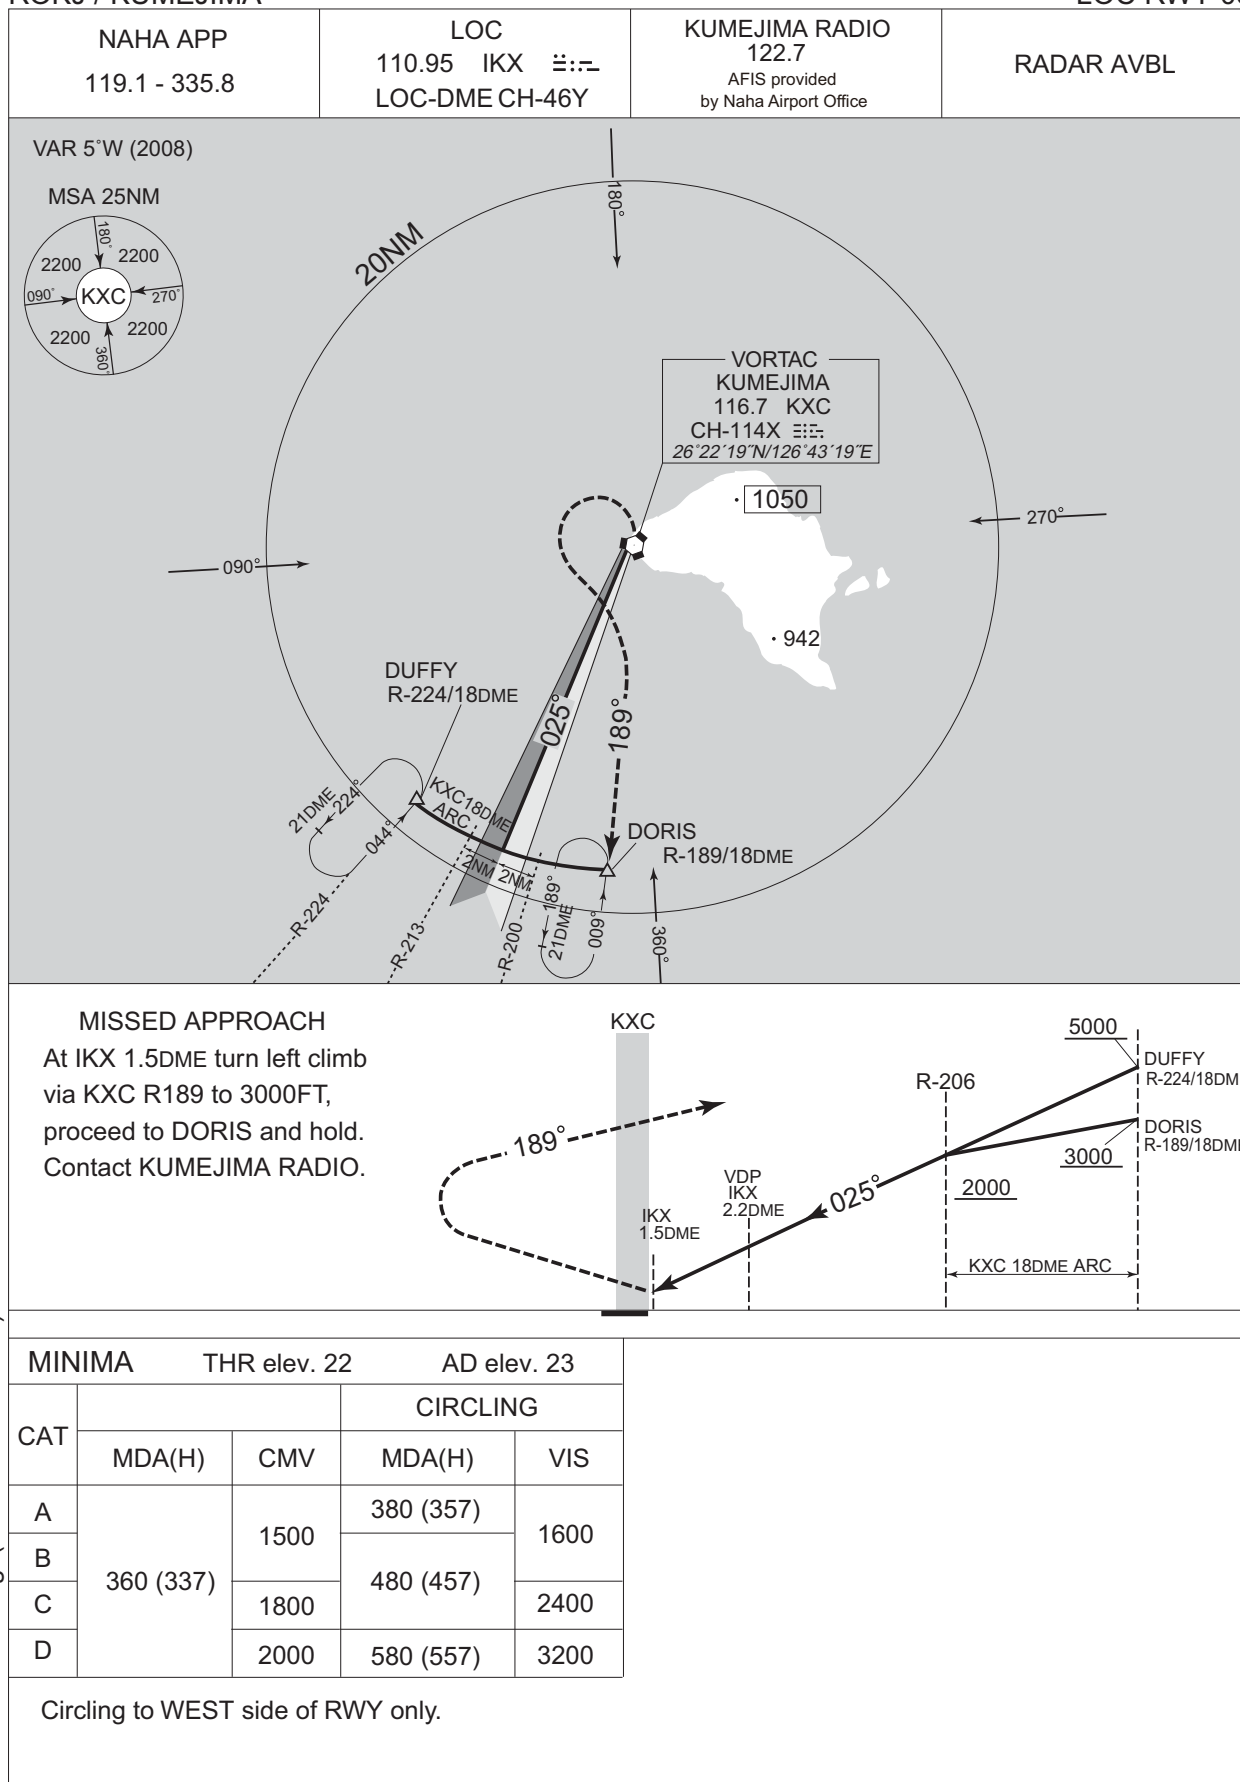 NAHA APP
119.1 - 335.8
LOC
110.95 IKX
LOC-DME CH-46Y
KUMEJIMA RADIO
122.7
AFIS provided
by Naha Airport Office
RADAR AVBL
VAR 5°W (2008)
MSA 25NM
180°
2200
2200
090°
KXC
270°
2200
2200
360°
20NM
180°
VORTAC
KUMEJIMA
116.7 KXC
CH-114X
26°22´19˝N/126°43´19˝E
1050
270°
090°
942
DUFFY
R-224/18DME
025°
189°
KXC18DME
ARC
21DME
224°
044°
DORIS
R-189/18DME
2NM
2NM
189°
21DME
009°
360°
R-224
R-213
R-200
MISSED APPROACH
At IKX 1.5DME turn left climb
via KXC R189 to 3000FT,
proceed to DORIS and hold.
Contact KUMEJIMA RADIO.
KXC
5000
DUFFY
R-224/18DM
R-206
DORIS
R-189/18DME
3000
189°
VDP
IKX
2.2DME
025°
2000
IKX
1.5DME
KXC 18DME ARC
MINIMA THR elev. 22 AD elev. 23
CAT
CIRCLING
MDA(H) CMV MDA(H) VIS
A
B
C
D
360 (337)
1500
1800
2000
380 (357)
480 (457)
580 (557)
1600
2400
3200
Circling to WEST side of RWY only.